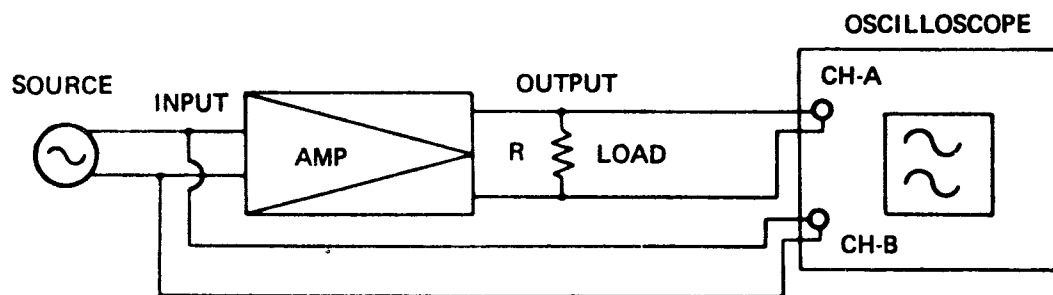 OSCILLOSCOPE
SOURCE
INPUT
OUTPUT
CH-A
AMP
R
LOAD
CH-B